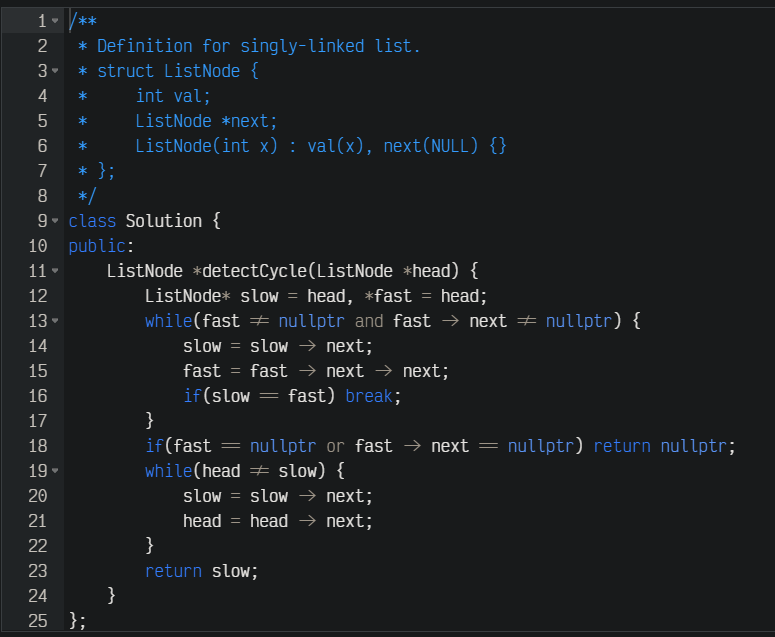 1 /**
2  * Definition for singly-linked list.
3  * struct ListNode {
4  *     int val;
5  *     ListNode *next;
6  *     ListNode(int x) : val(x), next(NULL) {}
7  * };
8  */
9 class Solution {
10 public:
11     ListNode *detectCycle(ListNode *head) {
12         ListNode* slow = head, *fast = head;
13         while(fast != nullptr and fast -> next != nullptr) {
14             slow = slow -> next;
15             fast = fast -> next -> next;
16             if(slow == fast) break;
17         }
18         if(fast == nullptr or fast -> next == nullptr) return nullptr;
19         while(head != slow) {
20             slow = slow -> next;
21             head = head -> next;
22         }
23         return slow;
24     }
25 };